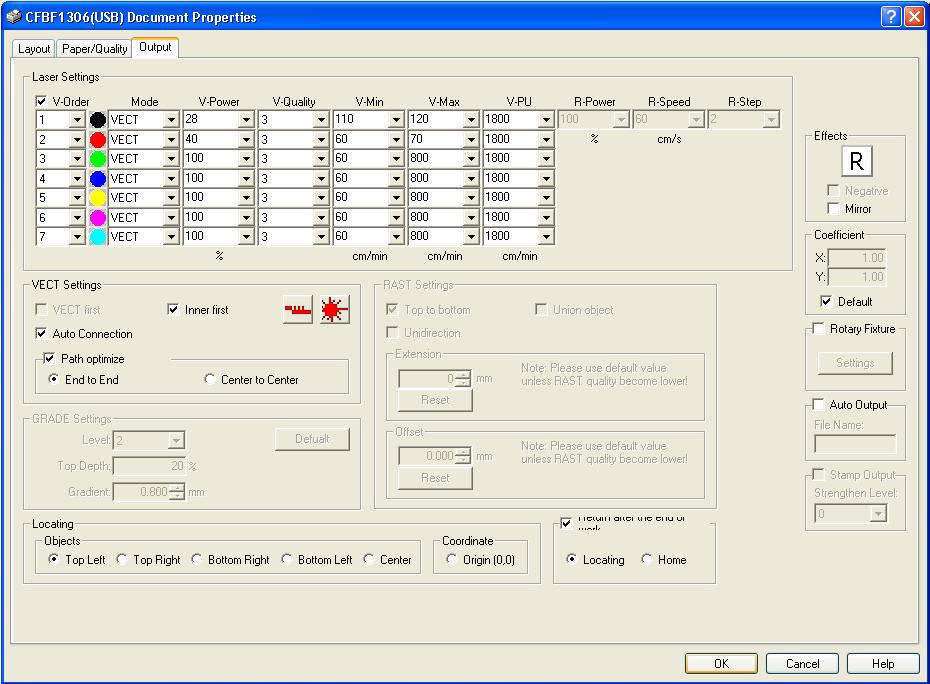 CFBF1306(USB) Document Properties
Layout Paper/Quality Output
Laser Settings
V-Order Mode V-Power V-Quality V-Min V-Max V-PU R-Power R-Speed R-Step
1 VECT 28 3 110 120 1800 100 60 2
2 VECT 40 3 60 70 1800 % cm/s
3 VECT 100 3 60 800 1800
4 VECT 100 3 60 800 1800
5 VECT 100 3 60 800 1800
6 VECT 100 3 60 800 1800
7 VECT 100 3 60 800 1800
% cm/min cm/min cm/min
Effects
R
Negative
Mirror
Coefficient
X: 1.00
Y: 1.00
Default
Rotary Fixture
Settings
Auto Output
File Name:
Stamp Output
Strengthen Level:
0
VECT Settings
VECT first Inner first
Auto Connection
Path optimize
End to End Center to Center
GRADE Settings
Level: 2 Defualt
Top Depth: 20 %
Gradient: 0.800 mm
RAST Settings
Top to bottom Union object
Unidirection
Extension
0 mm
Reset
Note: Please use default value
unless RAST quality become lower!
Offset
0.000 mm
Reset
Note: Please use default value
unless RAST quality become lower!
Locating
Objects
Top Left Top Right Bottom Right Bottom Left Center
Coordinate
Origin (0,0)
Return after the end of
work
Locating Home
OK Cancel Help